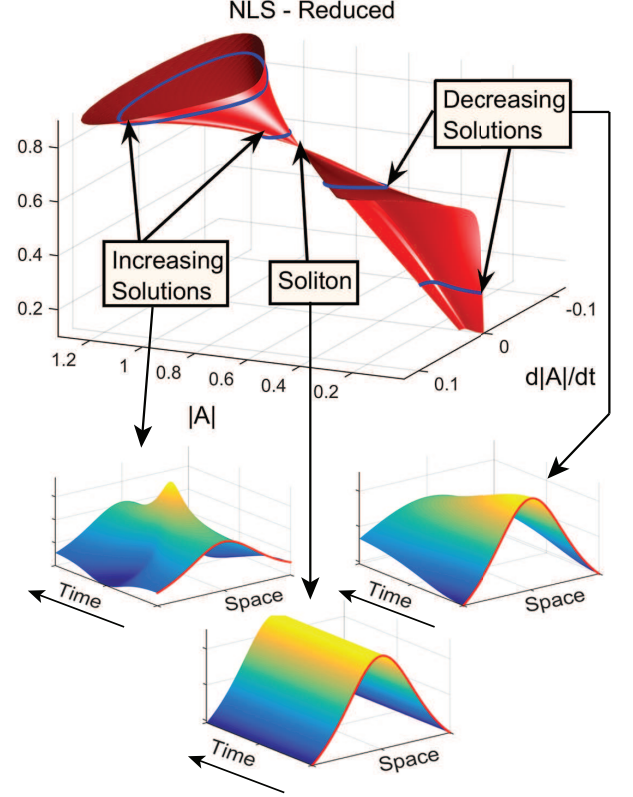 NLS - Reduced
Decreasing
Solutions
0.8
0.6
0.4
0.2
Increasing
Solutions
Soliton
-0.1
0
0.1
d|A|/dt
1.2
1
0.8
0.6
0.4
0.2
|A|
Time
Space
Time
Space
Time
Space